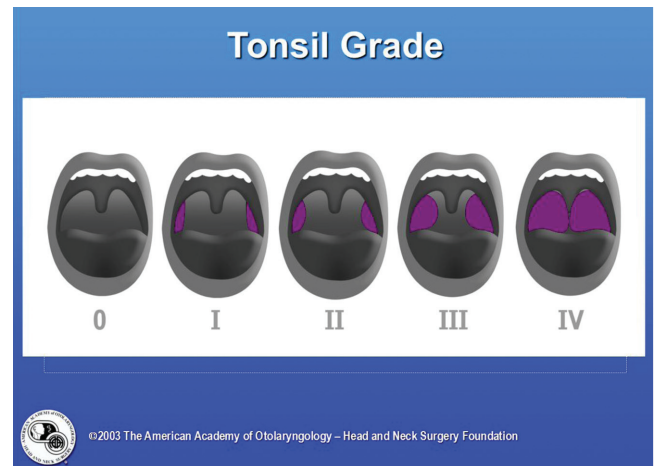 Tonsil Grade
0 I II III IV
©2003 The American Academy of Otolaryngology – Head and Neck Surgery Foundation